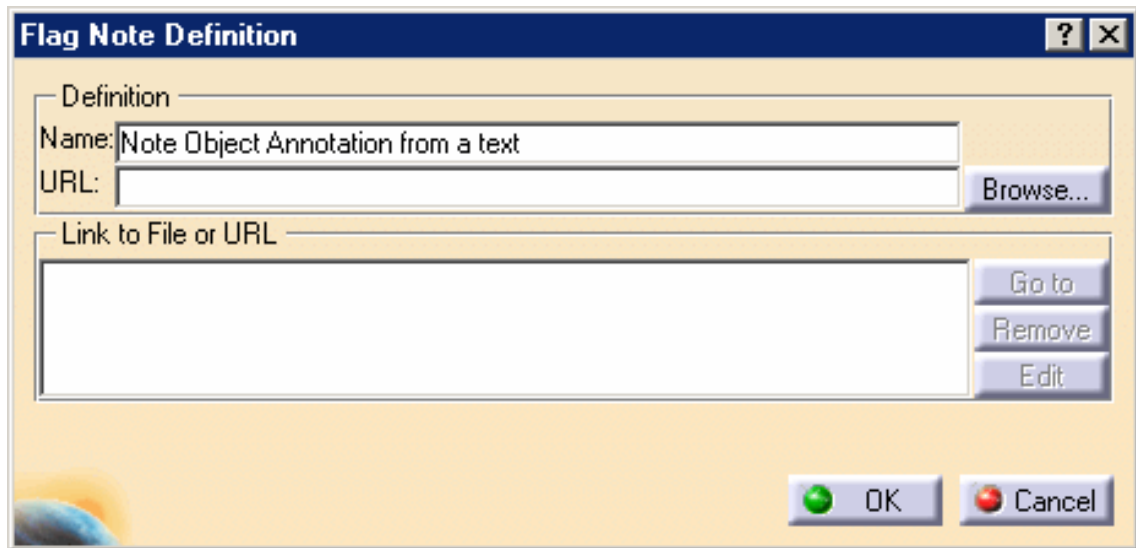 Flag Note Definition
?
Definition
Name: Note Object Annotation from a text
URL:
Browse...
Link to File or URL
Go to
Remove
Edit
OK
Cancel